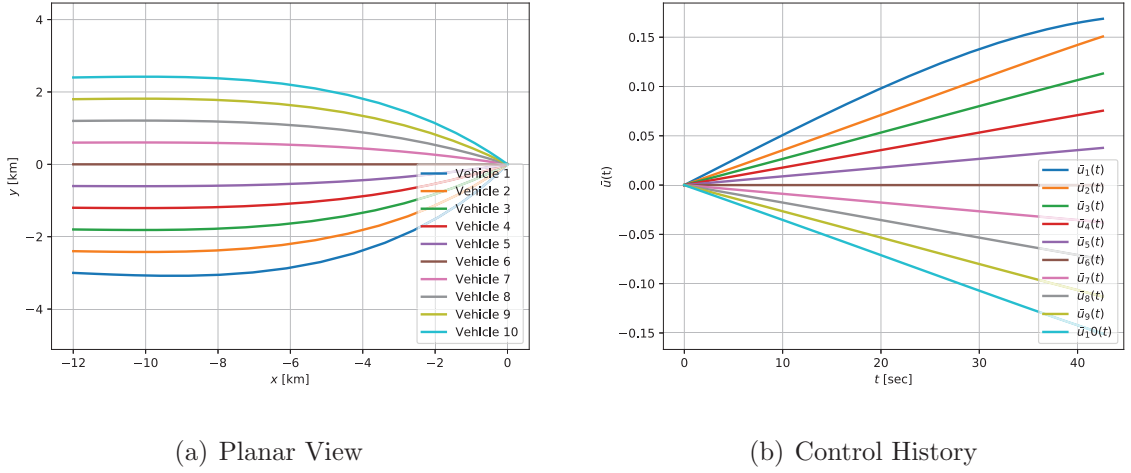 4
2
0
−2
−4
y [km]
−12
−10
−8
−6
−4
−2
0
x [km]
Vehicle 1
Vehicle 2
Vehicle 3
Vehicle 4
Vehicle 5
Vehicle 6
Vehicle 7
Vehicle 8
Vehicle 9
Vehicle 10
(a) Planar View
0.15
0.10
0.05
0.00
−0.05
−0.10
−0.15
ū(t)
0
10
20
30
40
t [sec]
ū₁(t)
ū₂(t)
ū₃(t)
ū₄(t)
ū₅(t)
ū₆(t)
ū₇(t)
ū₈(t)
ū₉(t)
ū₁0(t)
(b) Control History